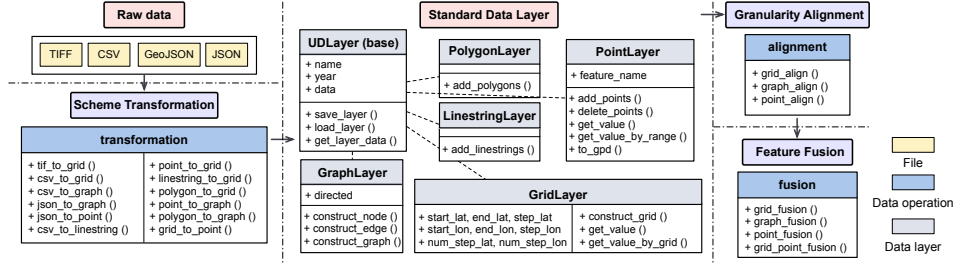 Raw data
TIFF
CSV
GeoJSON
JSON
Scheme Transformation
transformation
+ tif_to_grid ()
+ csv_to_grid ()
+ csv_to_graph ()
+ json_to_graph ()
+ json_to_point ()
+ csv_to_linestring ()
+ point_to_grid ()
+ linestring_to_grid ()
+ polygon_to_grid ()
+ point_to_graph ()
+ polygon_to_graph ()
+ grid_to_point ()
Standard Data Layer
UDLayer (base)
+ name
+ year
+ data
+ save_layer ()
+ load_layer ()
+ get_layer_data ()
PolygonLayer
+ add_polygons ()
LinestringLayer
+ add_linestrings ()
PointLayer
+ feature_name
+ add_points ()
+ delete_points ()
+ get_value ()
+ get_value_by_range ()
+ to_gpd ()
GraphLayer
+ directed
+ construct_node ()
+ construct_edge ()
+ construct_graph ()
GridLayer
+ start_lat, end_lat, step_lat
+ start_lon, end_lon, step_lon
+ num_step_lat, num_step_lon
+ construct_grid ()
+ get_value ()
+ get_value_by_grid ()
Granularity Alignment
alignment
+ grid_align ()
+ graph_align ()
+ point_align ()
Feature Fusion
fusion
+ grid_fusion ()
+ graph_fusion ()
+ point_fusion ()
+ grid_point_fusion ()
File
Data operation
Data layer